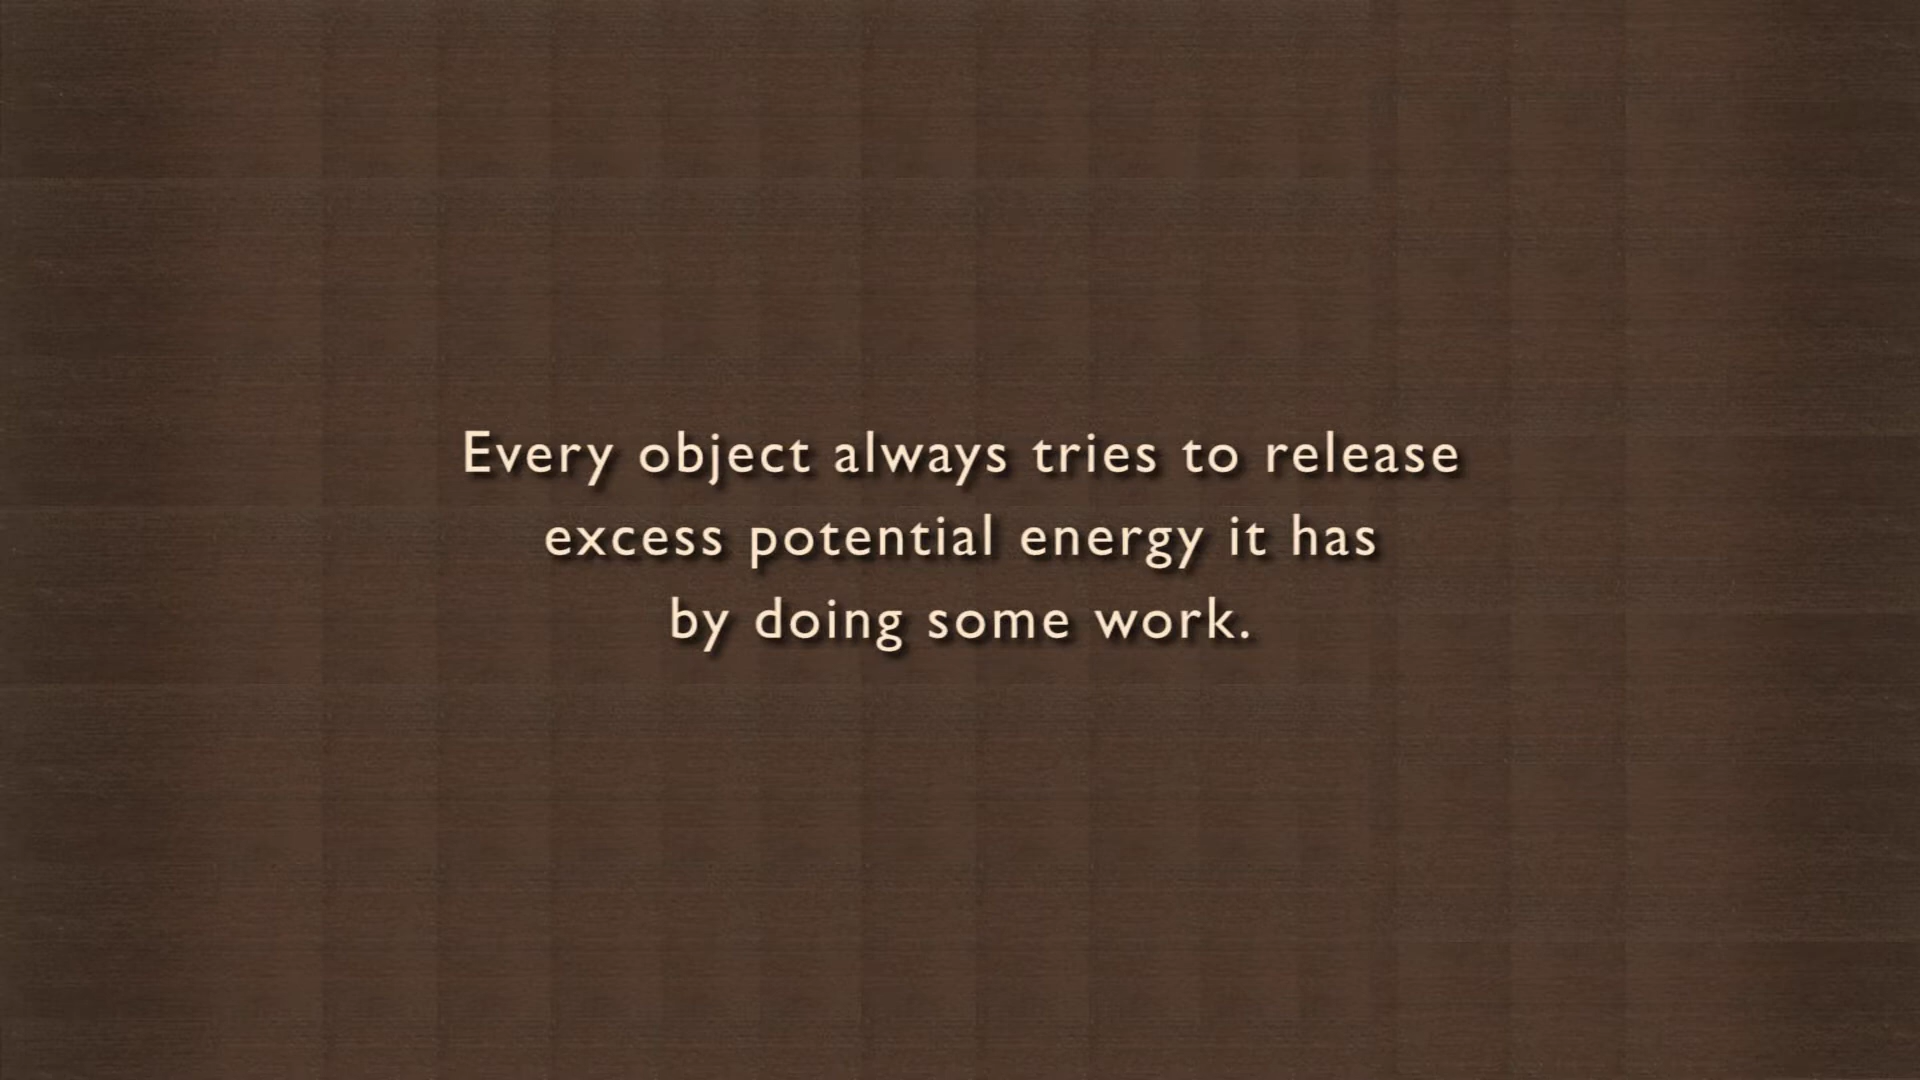 Every object always tries to release
excess potential energy it has
by doing some work.